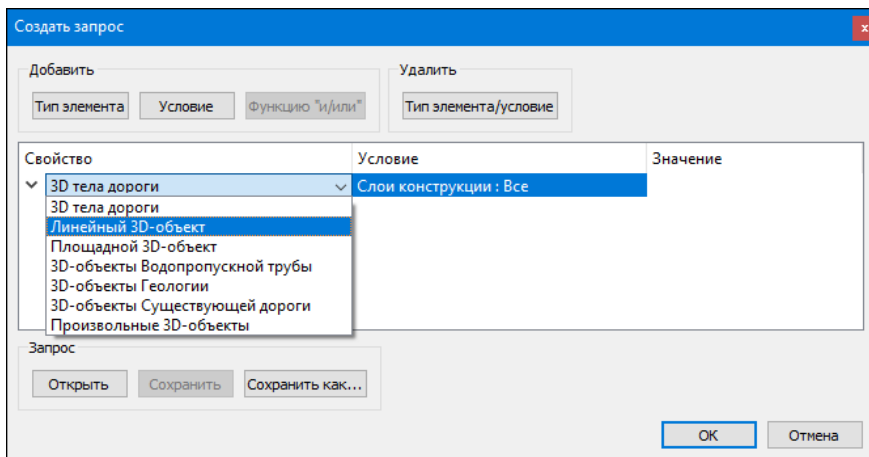 Создать запрос
x
Добавить
Удалить
Тип элемента
Условие
Функцию "и/или"
Тип элемента/условие
Свойство
Условие
Значение
3D тела дороги
Слои конструкции : Все
3D тела дороги
Линейный 3D-объект
Площадной 3D-объект
3D-объекты Водопропускной трубы
3D-объекты Геологии
3D-объекты Существующей дороги
Произвольные 3D-объекты
Запрос
Открыть
Сохранить
Сохранить как...
OK
Отмена